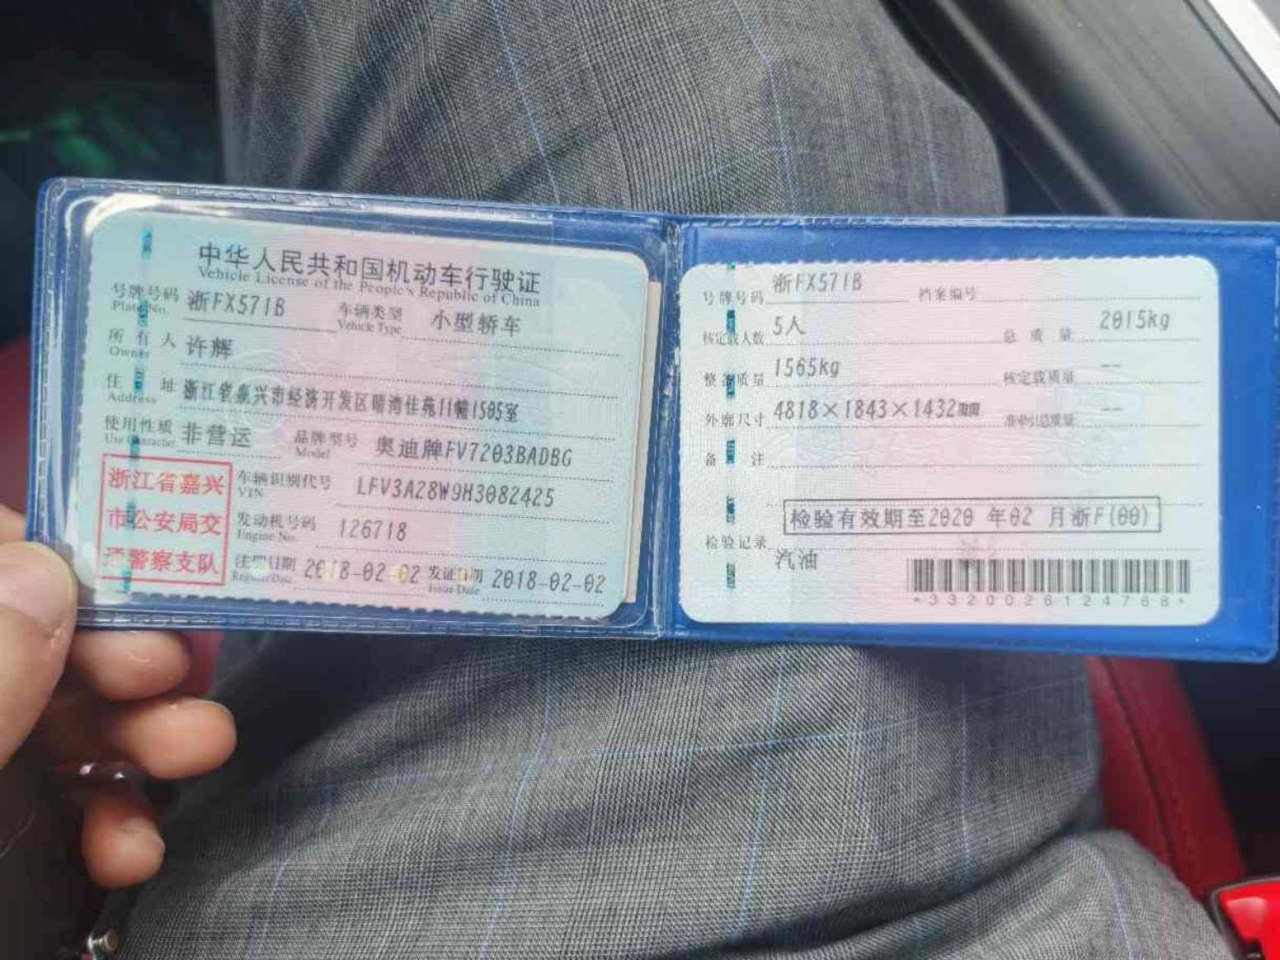 中华人民共和国机动车行驶证
Vehicle License of the People's Republic of China
号牌号码 Plate No. 浙FX571B 车辆类型 Vehicle Type 小型轿车
所有人 Owner 许辉
住址 Address 浙江省嘉兴市经济开发区晴湾佳苑11幢1505室
使用性质 Use Character 非营运 品牌型号 Model 奥迪牌FV7203BADBG
浙江省嘉兴
市公安局交
通警察支队
车辆识别代号 VIN LFV3A28W9H3082425
发动机号码 Engine No. 126718
注册日期 Register Date 2018-02-02 发证日期 Issue Date 2018-02-02
号牌号码 浙FX571B 档案编号
核定载人数 5人 总质量 2015kg
整备质量 1565kg 核定载质量 --
外廓尺寸 4818×1843×1432mm 准牵引总质量 --
备注
检验有效期至2020年02月浙F(00)
检验记录
汽油
*3320026124768*